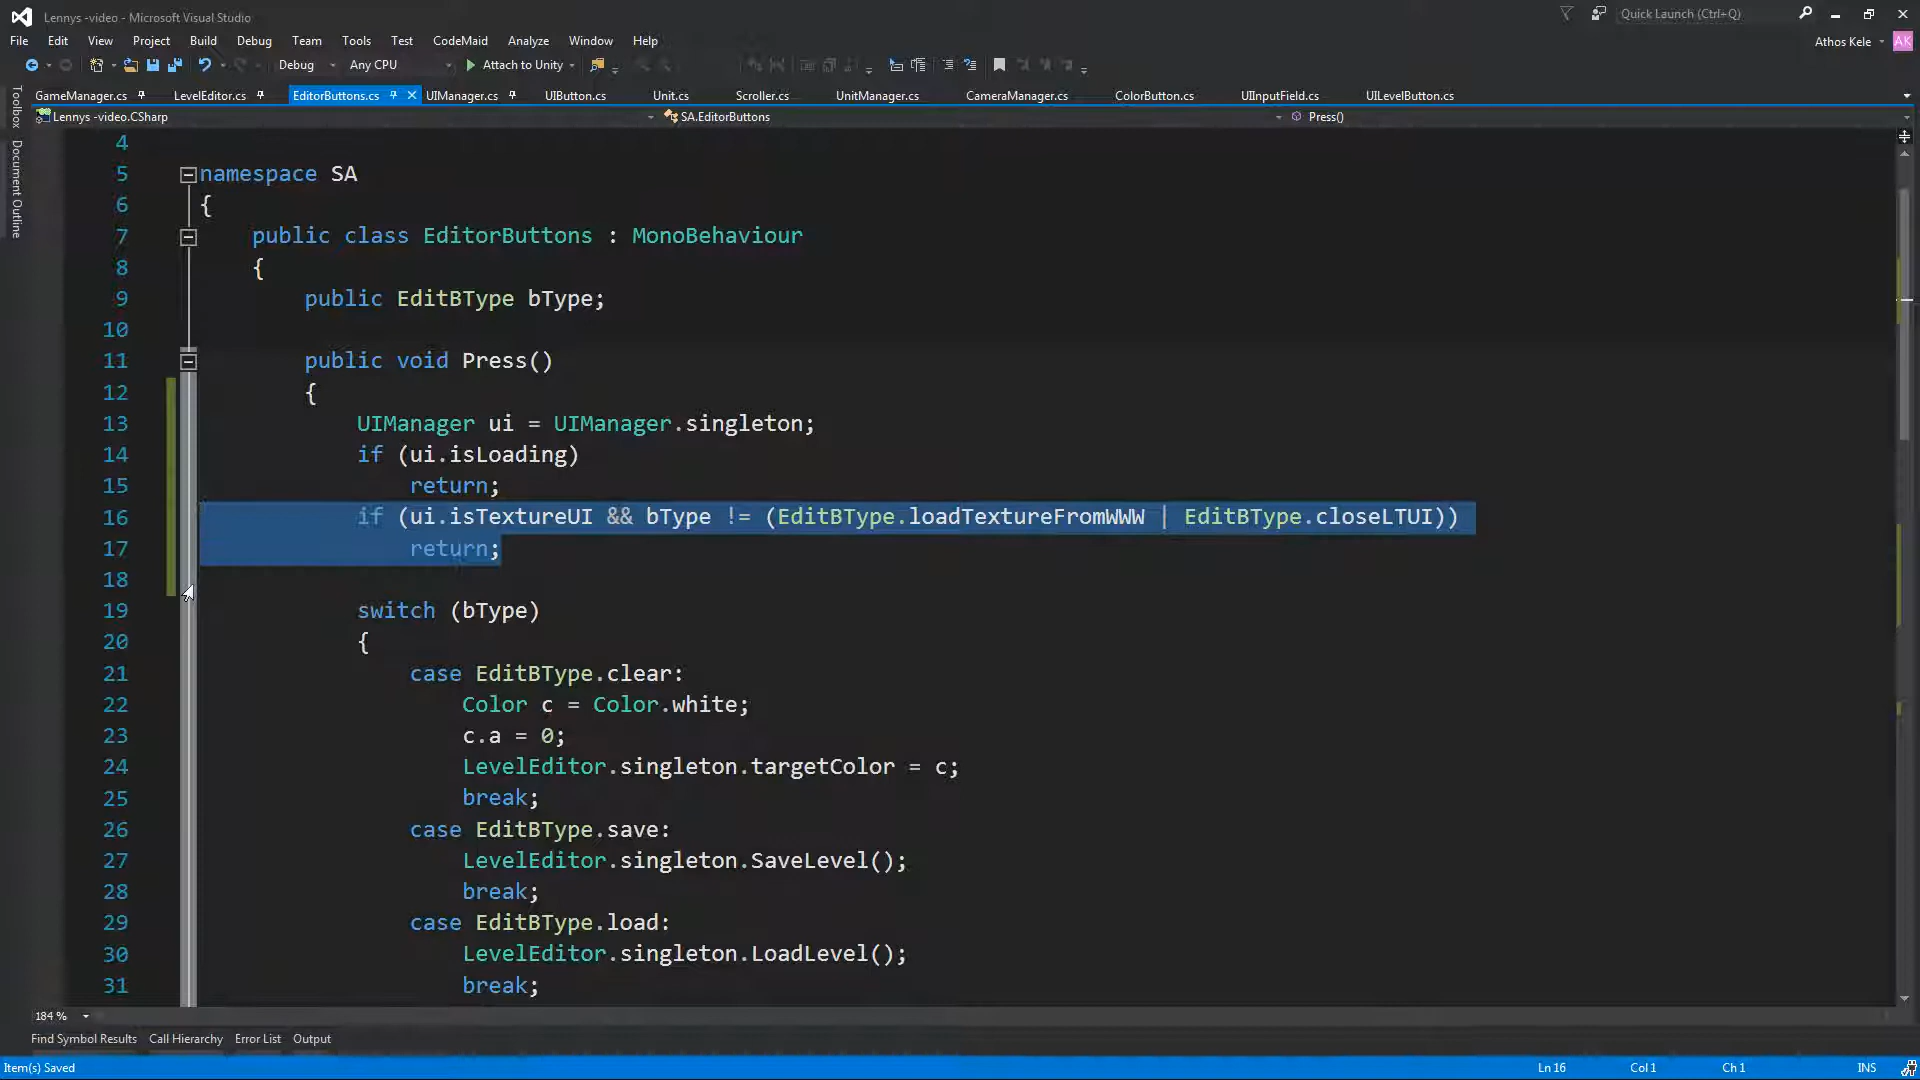 Lennys -video - Microsoft Visual Studio
Quick Launch (Ctrl+Q)
File Edit View Project Build Debug Team Tools Test CodeMaid Analyze Window Help
Athos Kele AK
Debug Any CPU Attach to Unity
Toolbox
Document Outline
GameManager.cs LevelEditor.cs EditorButtons.cs UIManager.cs UIButton.cs Unit.cs Scroller.cs UnitManager.cs CameraManager.cs ColorButton.cs UIInputField.cs UILevelButton.cs
Lennys -video.CSharp SA.EditorButtons Press()
4
5 namespace SA
6 {
7 public class EditorButtons : MonoBehaviour
8 {
9 public EditBType bType;
10
11 public void Press()
12 {
13 UIManager ui = UIManager.singleton;
14 if (ui.isLoading)
15 return;
16 if (ui.isTextureUI && bType != (EditBType.loadTextureFromWWW | EditBType.closeLTUI))
17 return;
18
19 switch (bType)
20 {
21 case EditBType.clear:
22 Color c = Color.white;
23 c.a = 0;
24 LevelEditor.singleton.targetColor = c;
25 break;
26 case EditBType.save:
27 LevelEditor.singleton.SaveLevel();
28 break;
29 case EditBType.load:
30 LevelEditor.singleton.LoadLevel();
31 break;
184 %
Find Symbol Results Call Hierarchy Error List Output
Item(s) Saved Ln 16 Col 1 Ch 1 INS